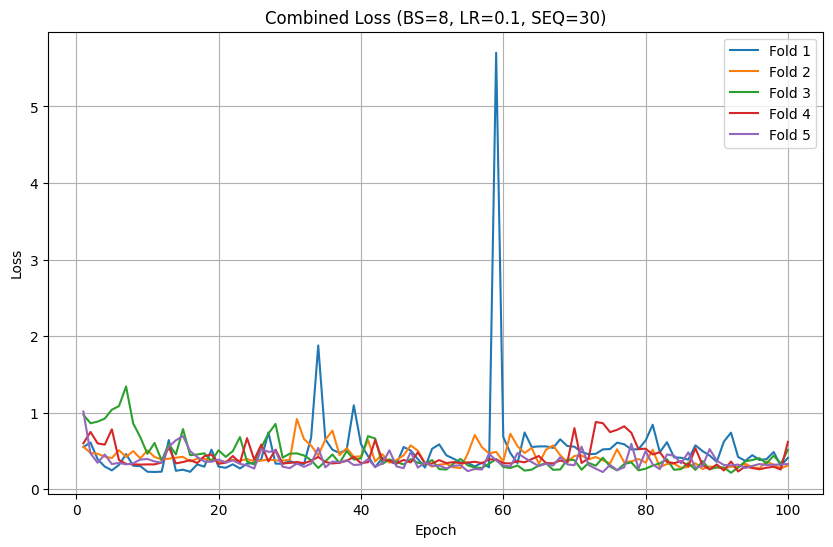 Combined Loss (BS=8, LR=0.1, SEQ=30)
Fold 1
Fold 2
Fold 3
Fold 4
Fold 5
Loss
5
4
3
2
1
0
0 20 40 60 80 100
Epoch